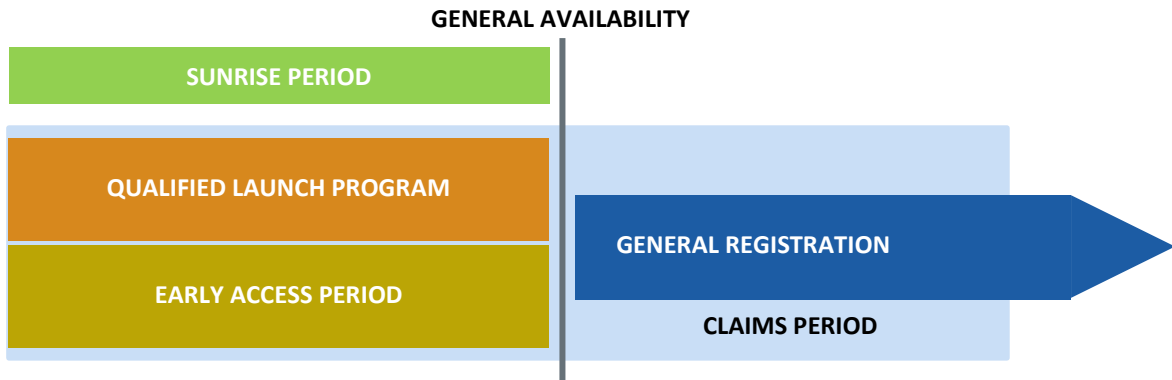 GENERAL AVAILABILITY
SUNRISE PERIOD
QUALIFIED LAUNCH PROGRAM
GENERAL REGISTRATION
EARLY ACCESS PERIOD
CLAIMS PERIOD